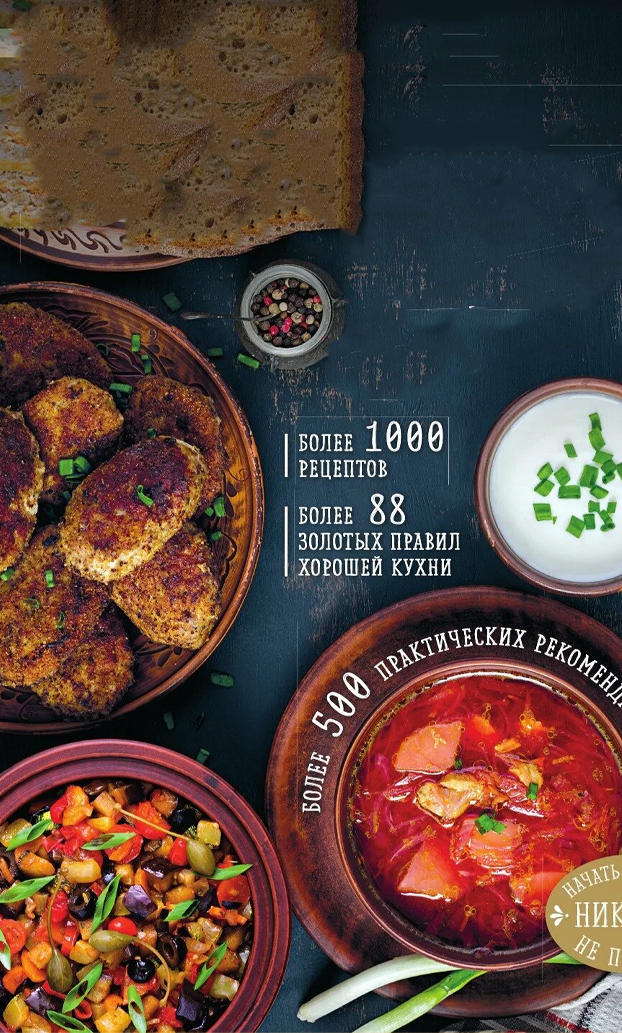 БОЛЕЕ 1000
РЕЦЕПТОВ
БОЛЕЕ 88
ЗОЛОТЫХ ПРАВИЛ
ХОРОШЕЙ КУХНИ
БОЛЕЕ 500 ПРАКТИЧЕСКИХ РЕКОМЕНД
НАЧАТЬ
НИК
НЕ П